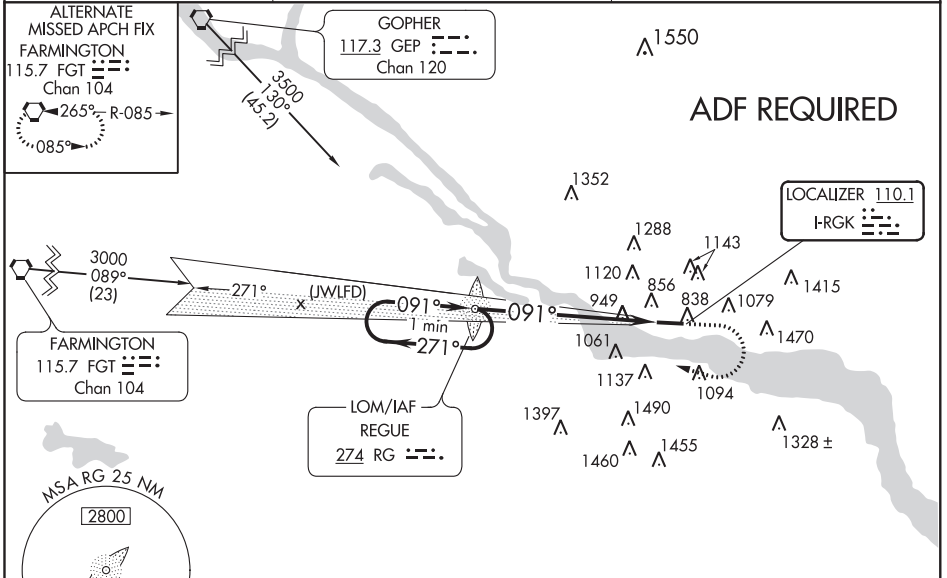 ALTERNATE
MISSED APCH FIX
FARMINGTON
115.7 FGT
Chan 104
265° R-085
085°
GOPHER
117.3 GEP
Chan 120
3500
130°
(45.2)
1550
ADF REQUIRED
1352
LOCALIZER 110.1
I-RGK
1288
1143
1120
856
838
1415
949
1079
1470
1061
1137
1094
1397
1490
1460
1455
1328 ±
3000
089°
(23)
271°
x (JWLFD)
091°
1 min
271°
091°
FARMINGTON
115.7 FGT
Chan 104
LOM/IAF
REGUE
274 RG
MSA RG 25 NM
2800